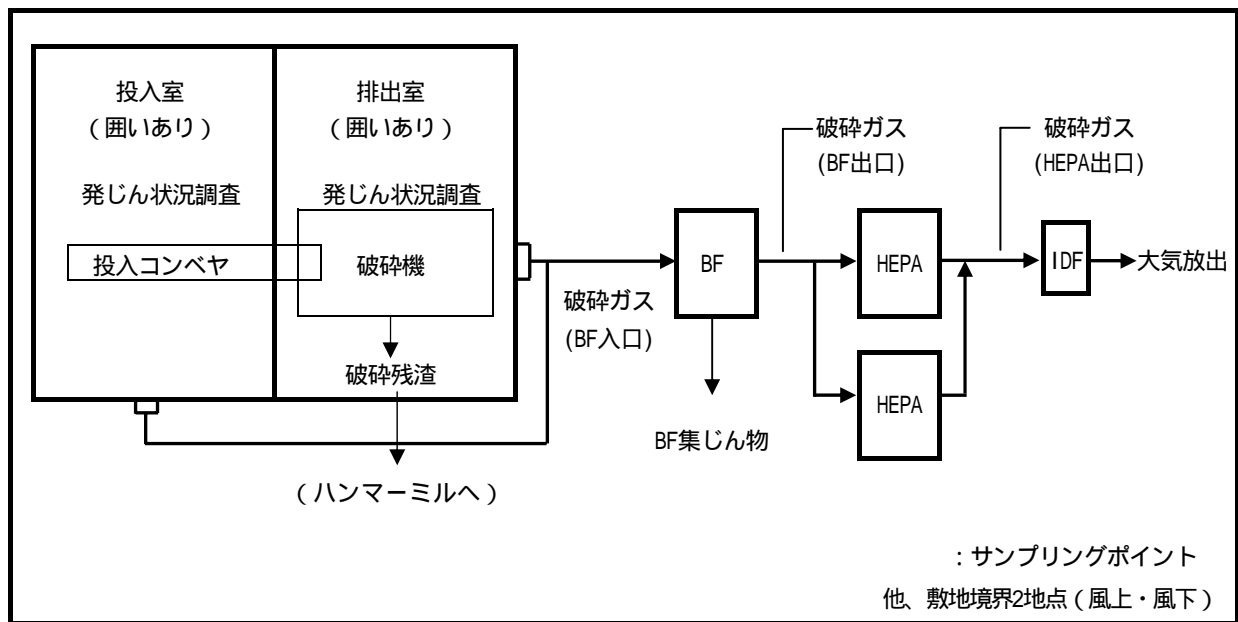 投入室
(囲いあり)
発じん状況調査
投入コンベヤ
排出室
(囲いあり)
発じん状況調査
破砕機
破砕残渣
(ハンマーミルへ)
破砕ガス
(BF入口)
BF
BF集じん物
破砕ガス
(BF出口)
HEPA
HEPA
破砕ガス
(HEPA出口)
IDF
大気放出
:サンプリングポイント
他、敷地境界2地点(風上・風下)